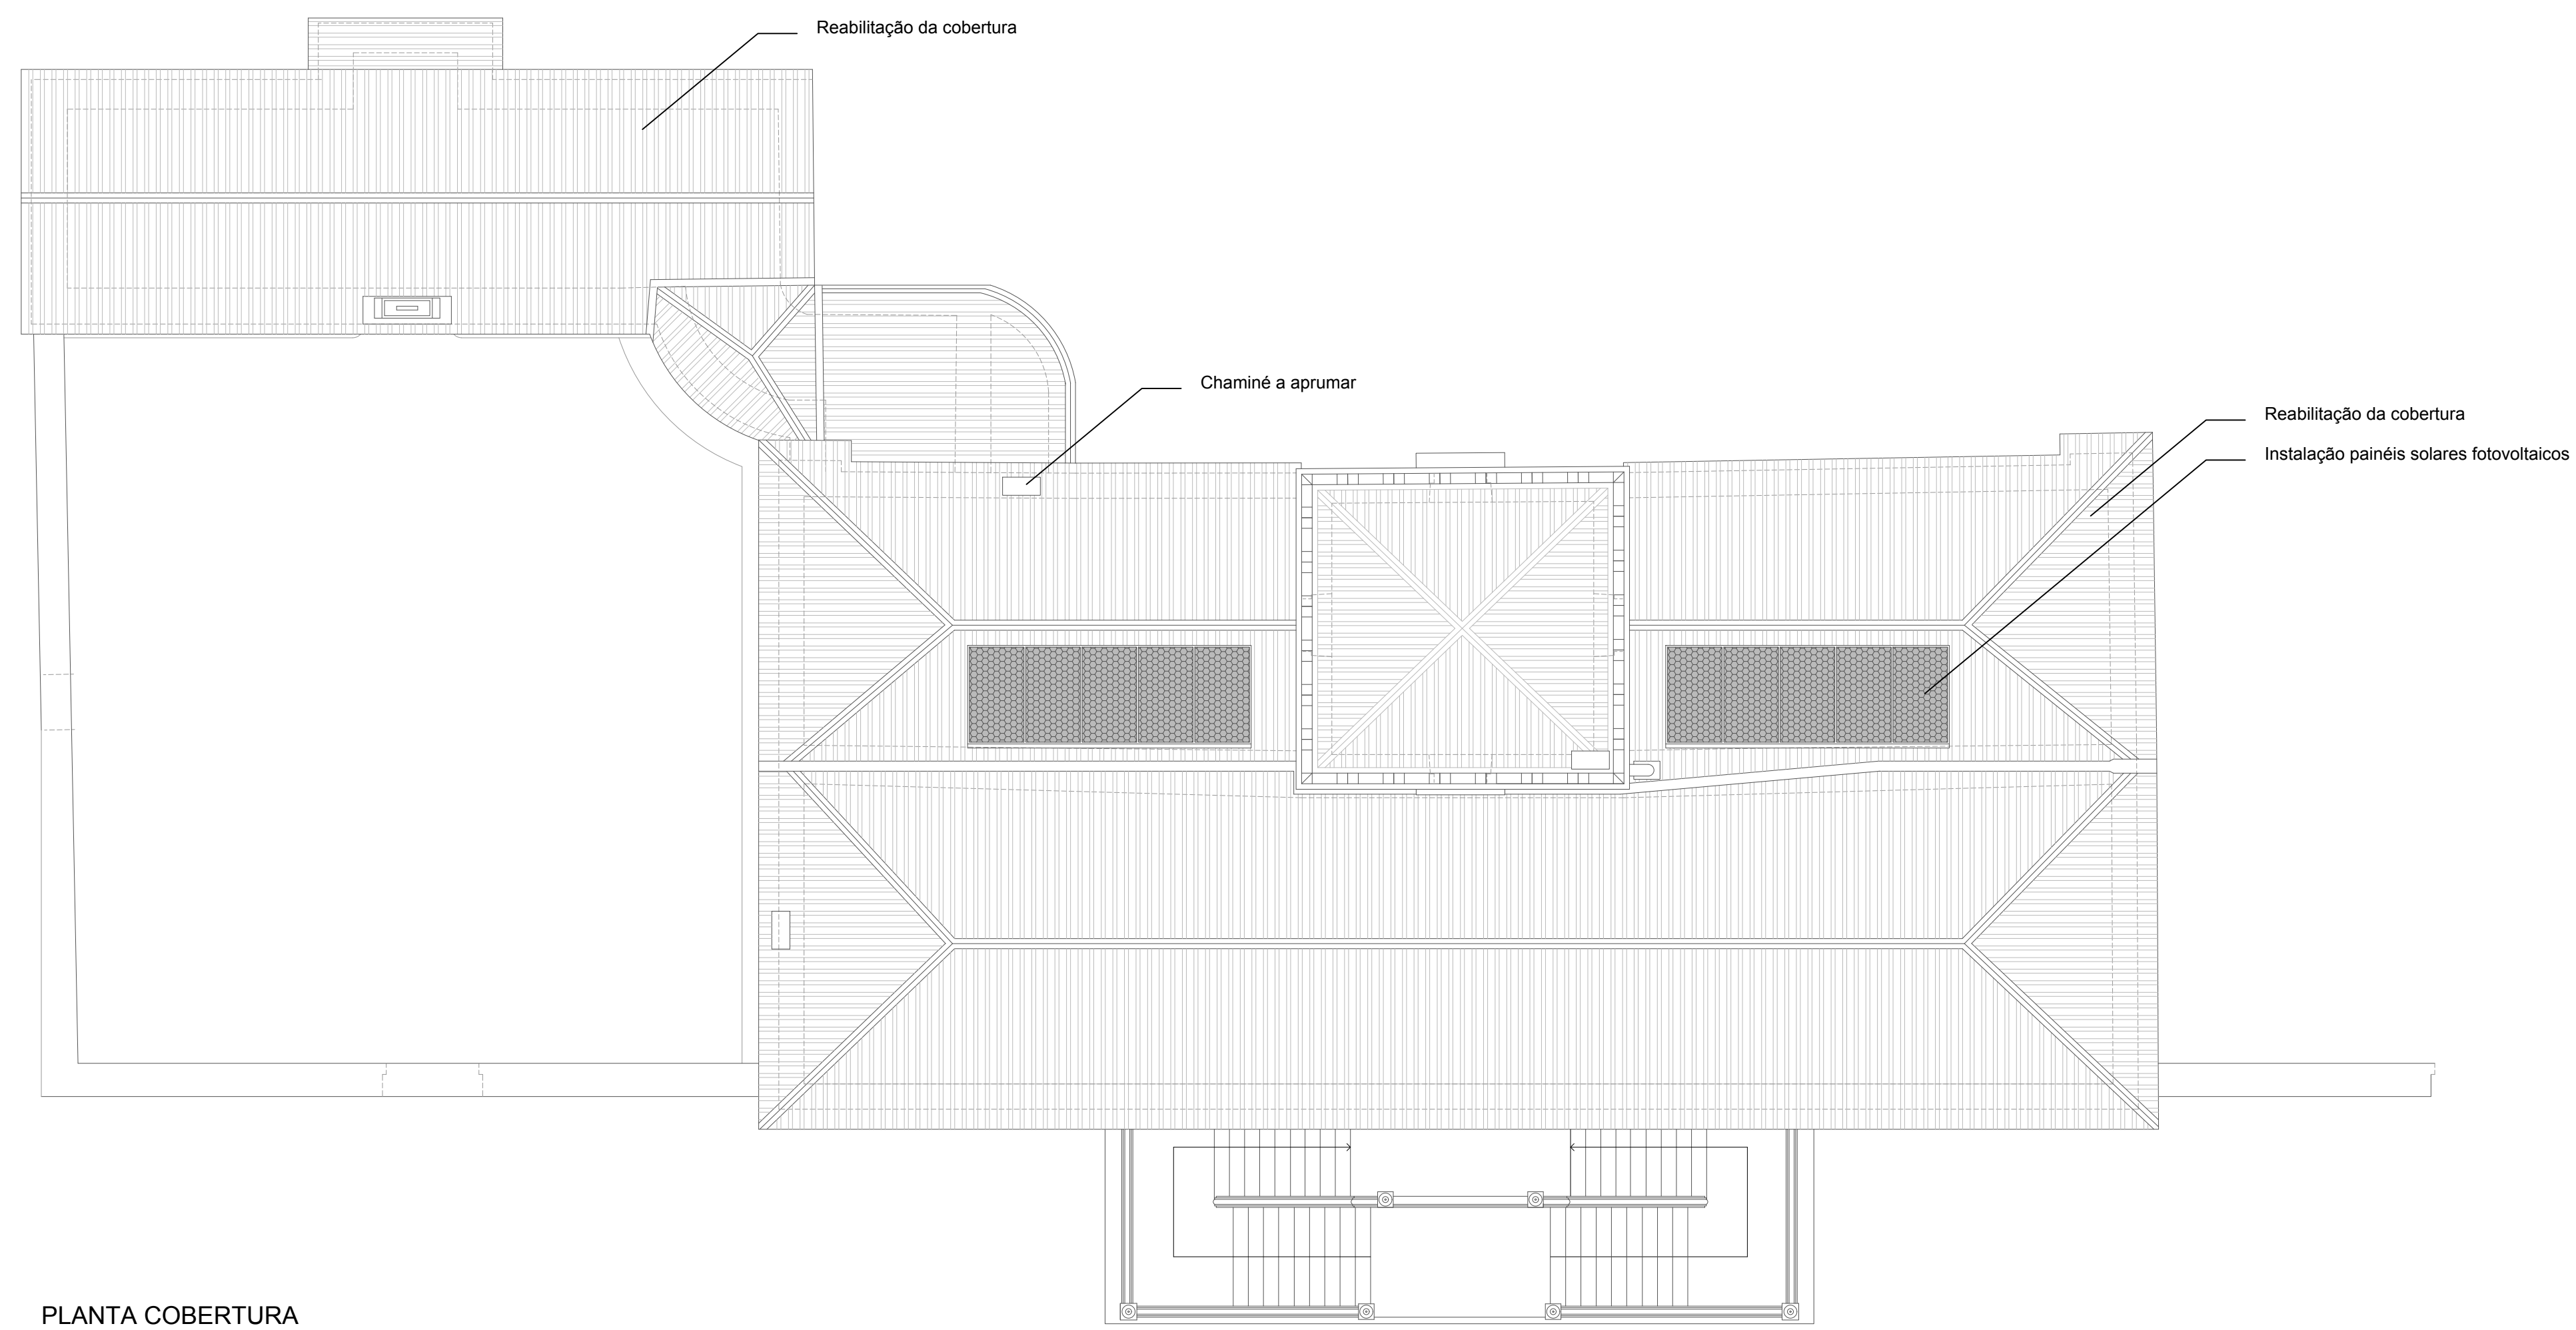 Reabilitação da cobertura
Chaminé a aprumar
Reabilitação da cobertura
Instalação painéis solares fotovoltaicos
PLANTA COBERTURA